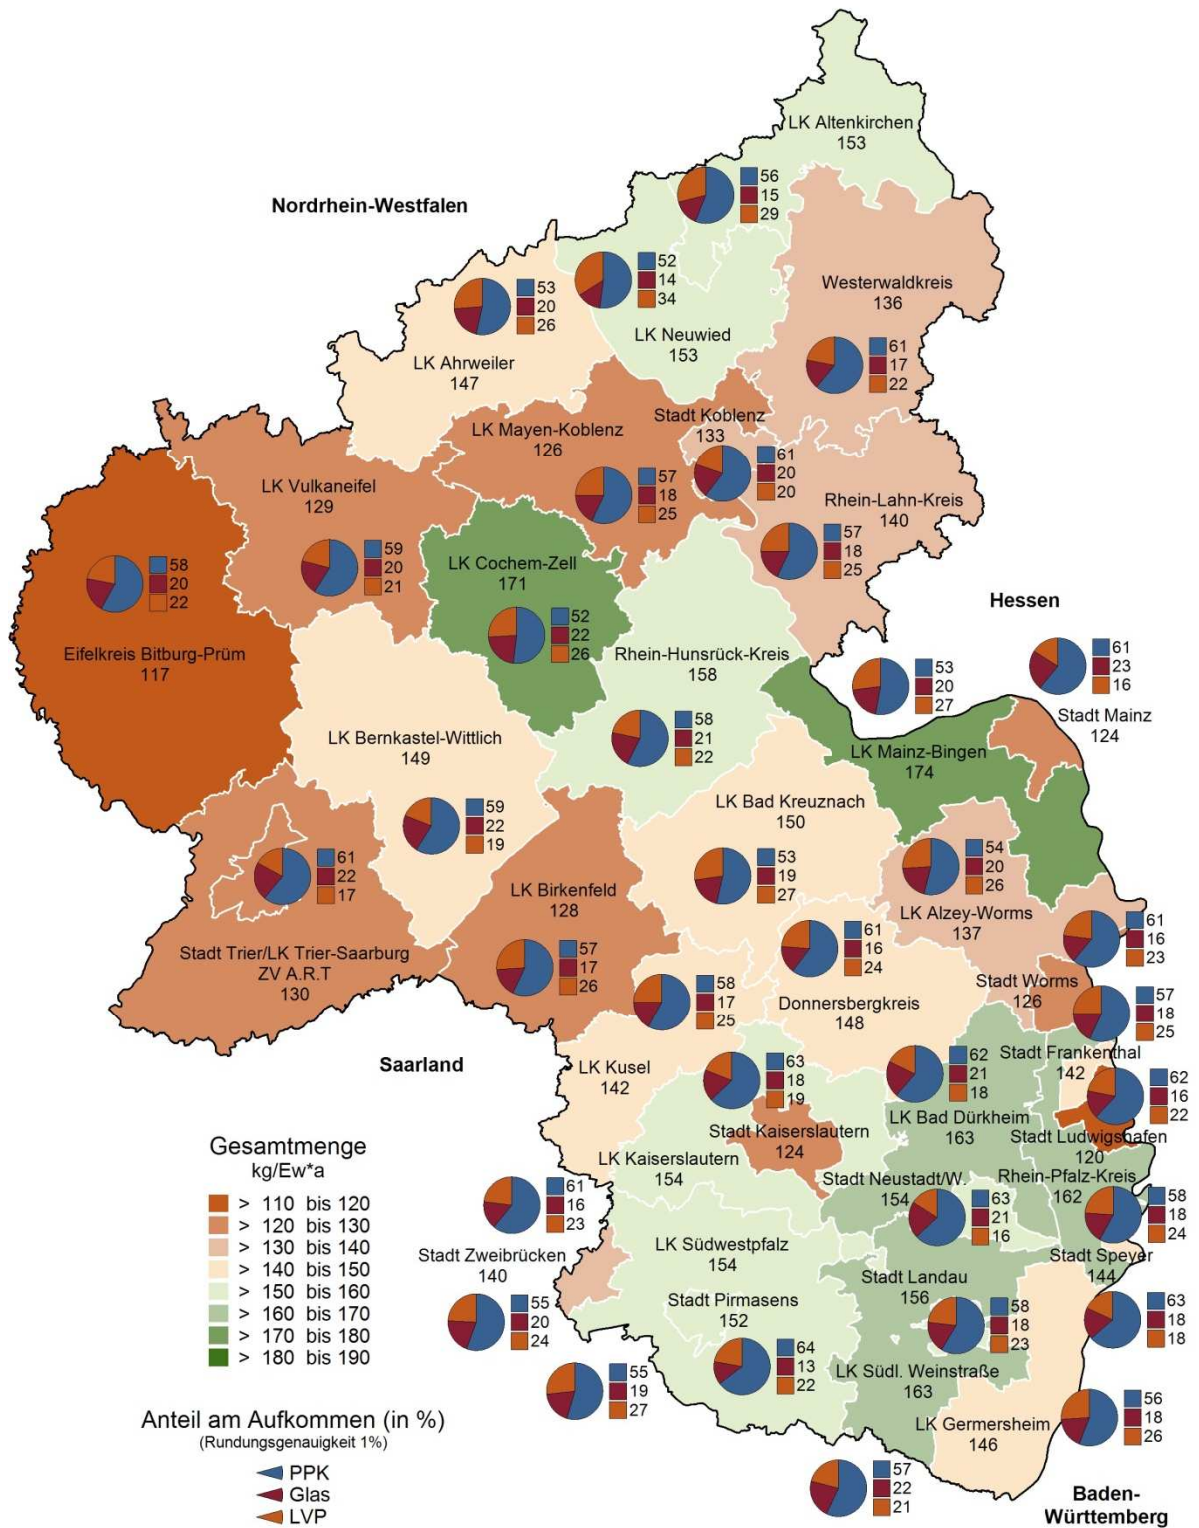 LK Altenkirchen
153
56
15
29
Nordrhein-Westfalen
52
14
34
Westerwaldkreis
136
53
20
26
LK Neuwied
153
61
17
22
LK Ahrweiler
147
Stadt Koblenz
133
LK Mayen-Koblenz
126
61
20
20
57
18
25
LK Vulkaneifel
129
Rhein-Lahn-Kreis
140
57
18
25
59
20
21
58
20
22
LK Cochem-Zell
171
52
22
26
Hessen
Eifelkreis Bitburg-Prüm
117
Rhein-Hunsrück-Kreis
158
53
20
27
61
23
16
Stadt Mainz
124
58
21
22
LK Bernkastel-Wittlich
149
LK Mainz-Bingen
174
LK Bad Kreuznach
150
59
22
19
61
22
17
53
19
27
54
20
26
LK Birkenfeld
128
LK Alzey-Worms
137
61
16
23
Stadt Trier/LK Trier-Saarburg
ZV A.R.T
130
57
17
26
61
16
24
58
17
25
Donnersbergkreis
148
Stadt Worms
126
57
18
25
Saarland
LK Kusel
142
63
18
19
62
21
18
Stadt Frankenthal
142
62
16
22
LK Bad Dürkheim
163
Stadt Kaiserslautern
124
Stadt Ludwigshafen
120
LK Kaiserslautern
154
Stadt Neustadt/W.
154
Rhein-Pfalz-Kreis
162
63
21
16
58
18
24
Gesamtmenge
kg/Ew*a
> 110 bis 120
> 120 bis 130
> 130 bis 140
> 140 bis 150
> 150 bis 160
> 160 bis 170
> 170 bis 180
> 180 bis 190
61
16
23
Stadt Zweibrücken
140
LK Südwestpfalz
154
Stadt Speyer
144
Stadt Landau
156
Stadt Pirmasens
152
55
20
24
58
18
23
63
18
18
64
13
22
55
19
27
LK Südl. Weinstraße
163
LK Germersheim
146
56
18
26
57
22
21
Baden-
Württemberg
Anteil am Aufkommen (in %)
(Rundungsgenauigkeit 1%)
PPK
Glas
LVP